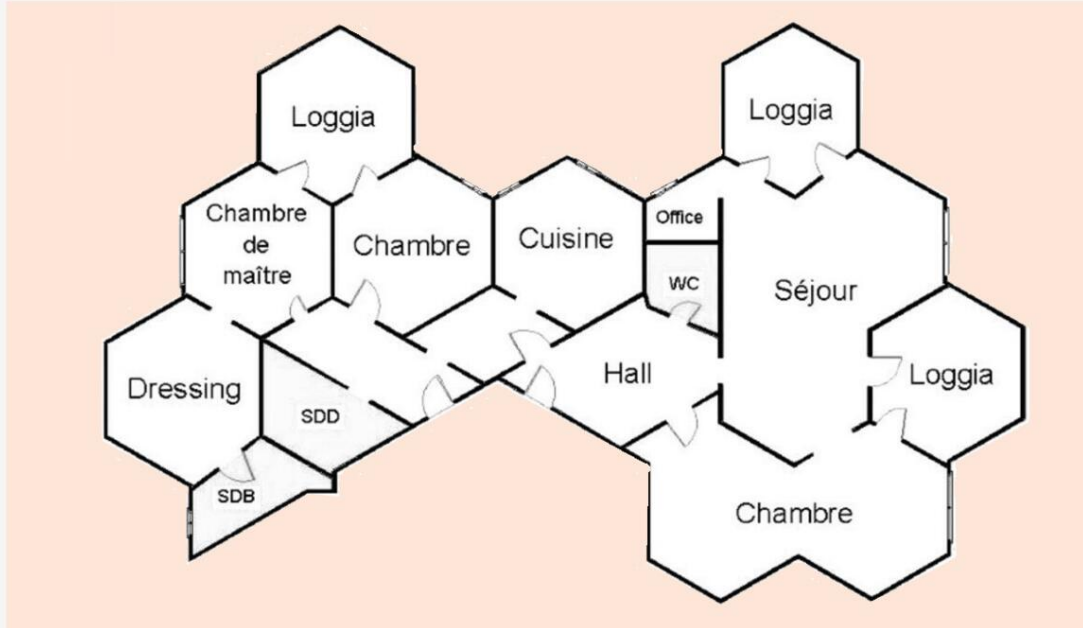 Loggia
Loggia
Chambre
de
maître
Chambre
Cuisine
Office
WC
Séjour
Dressing
SDD
Hall
Loggia
SDB
Chambre